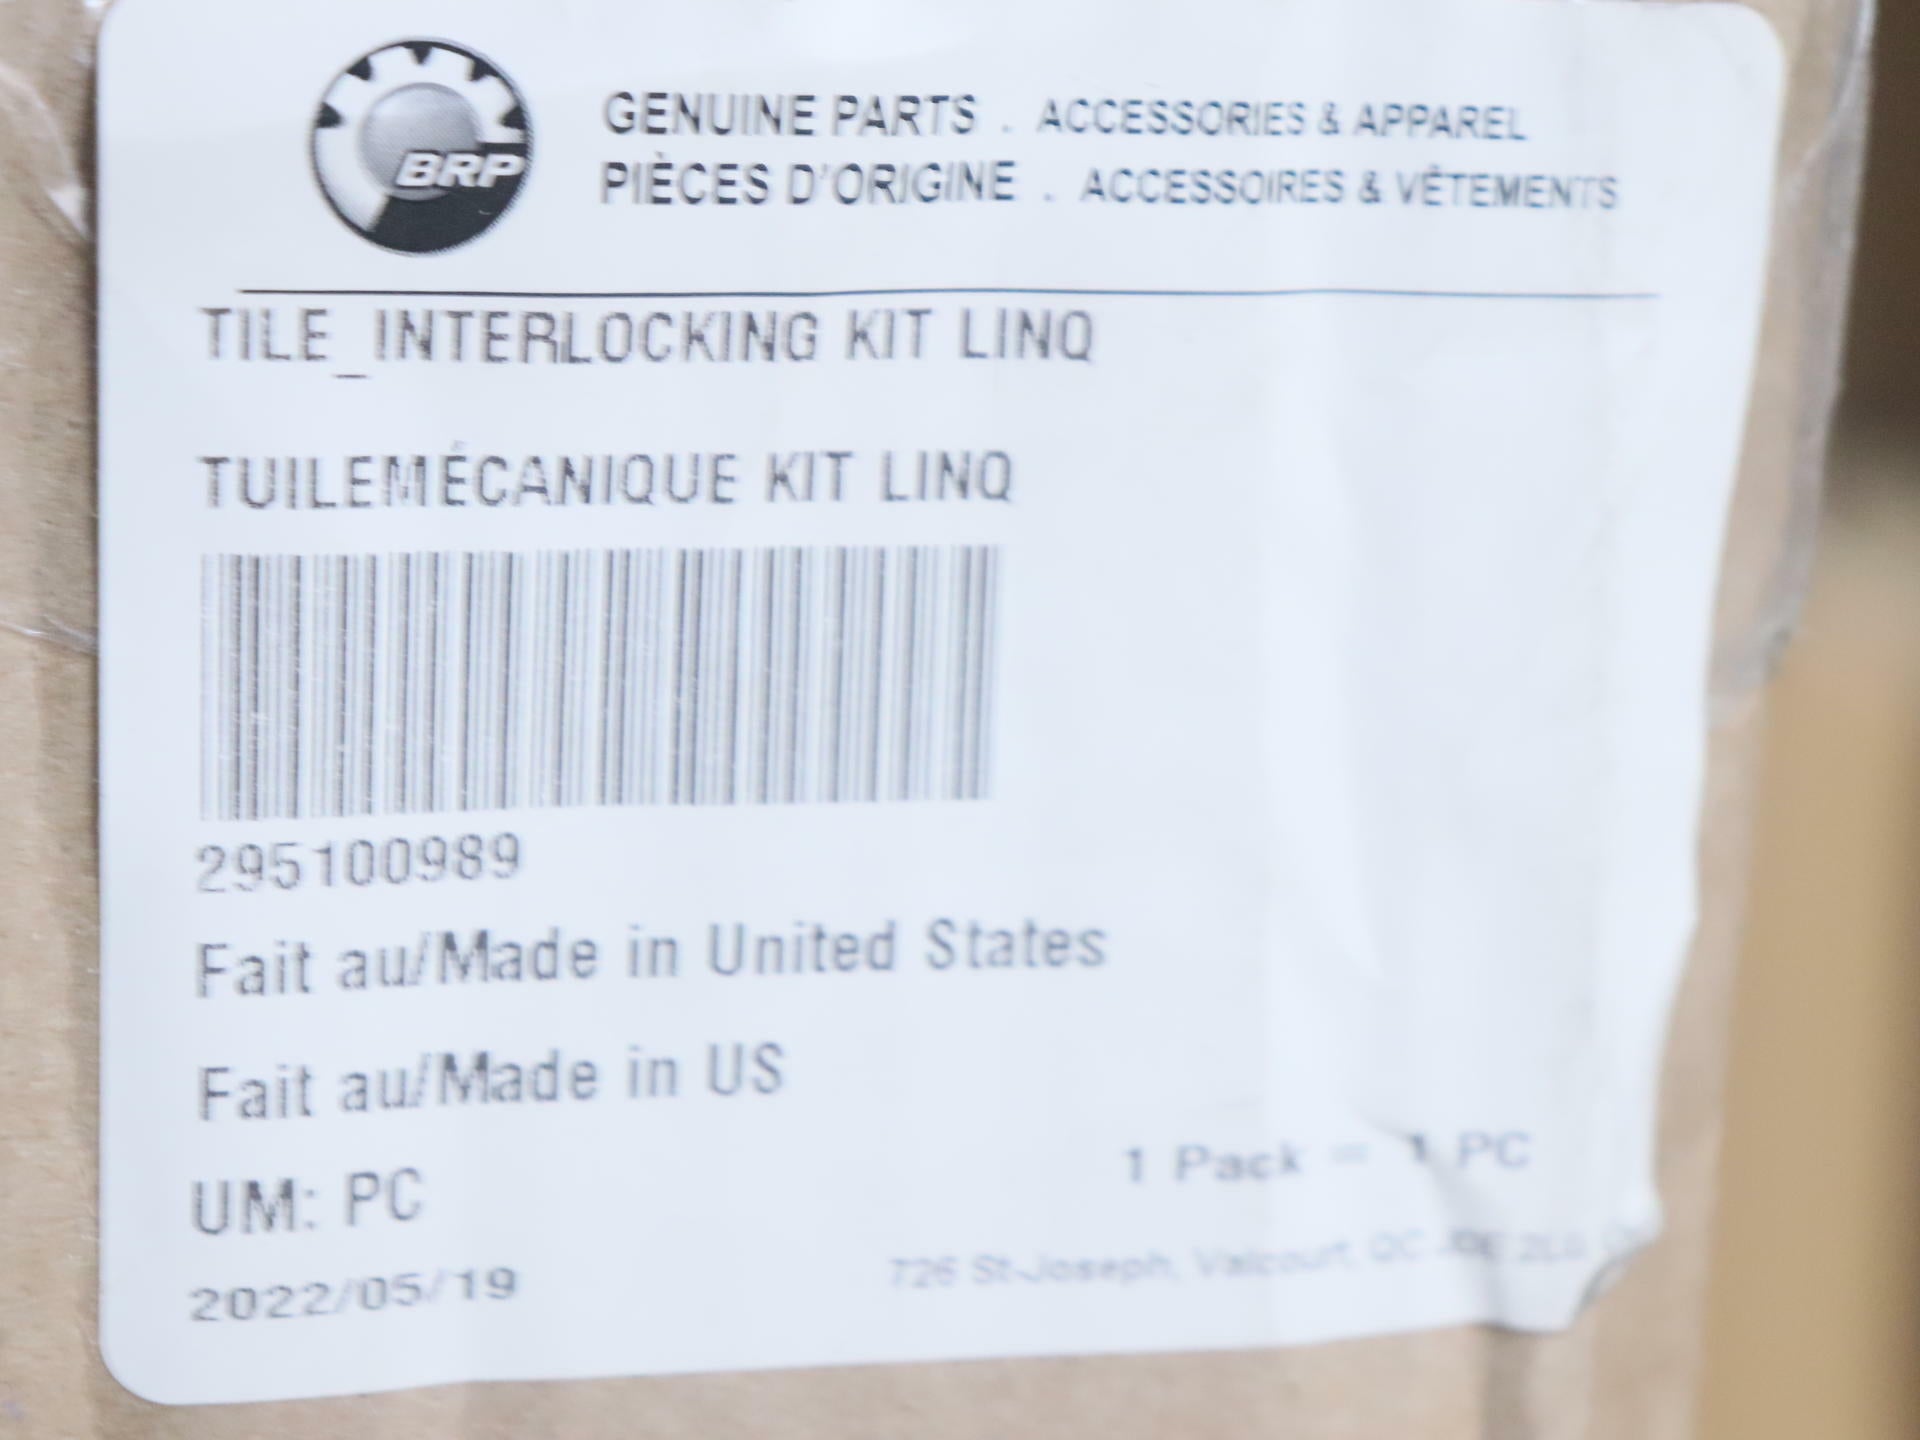 BRP
GENUINE PARTS . ACCESSORIES & APPAREL
PIÈCES D'ORIGINE . ACCESSOIRES & VÊTEMENTS
TILE_INTERLOCKING KIT LINQ
TUILEMÉCANIQUE KIT LINQ
295100989
Fait au/Made in United States
Fait au/Made in US
UM: PC
1 Pack = 1 PC
2022/05/19
726 St-Joseph, Valcourt, QC